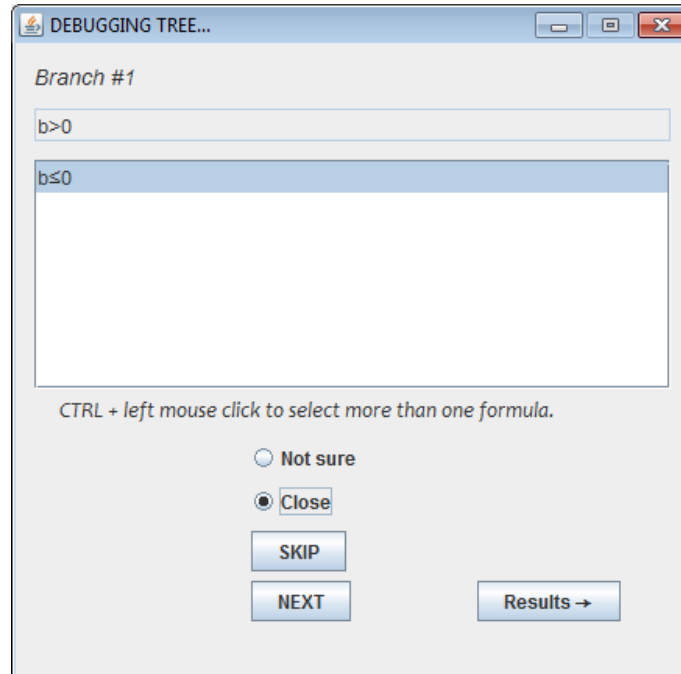 DEBUGGING TREE...
Branch #1
b>0
b≤0
CTRL + left mouse click to select more than one formula.
Not sure
Close
SKIP
NEXT
Results →